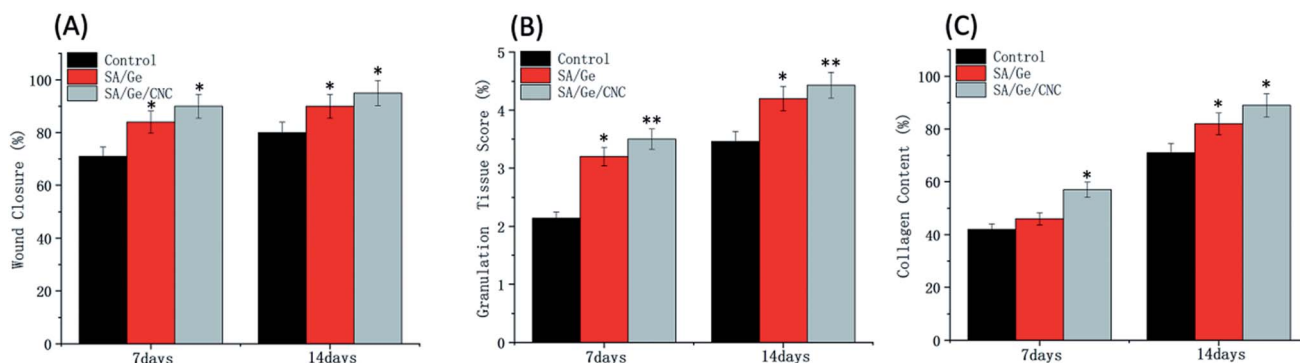 (A)
Control
SA/Ge
SA/Ge/CNC
Wound Closure (%)
100
80
60
40
20
0
* * * *
7days 14days
(B)
Control
SA/Ge
SA/Ge/CNC
Granulation Tissue Score (%)
5
4
3
2
1
0
* ** * **
7days 14days
(C)
Control
SA/Ge
SA/Ge/CNC
Collagen Content (%)
100
80
60
40
20
0
* * *
7days 14days